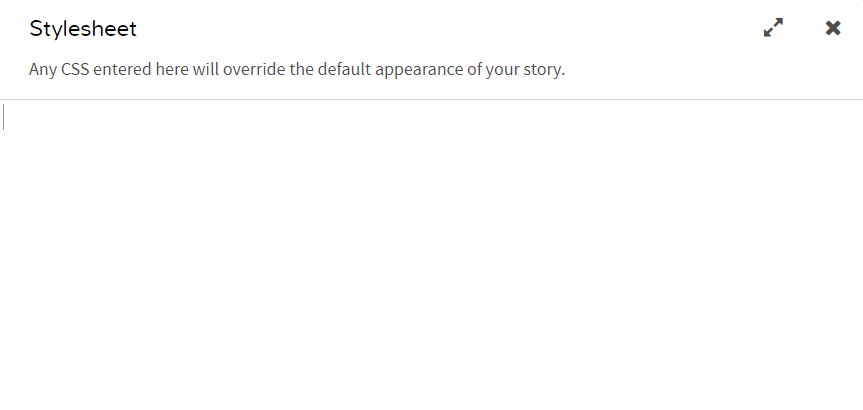 Stylesheet
Any CSS entered here will override the default appearance of your story.